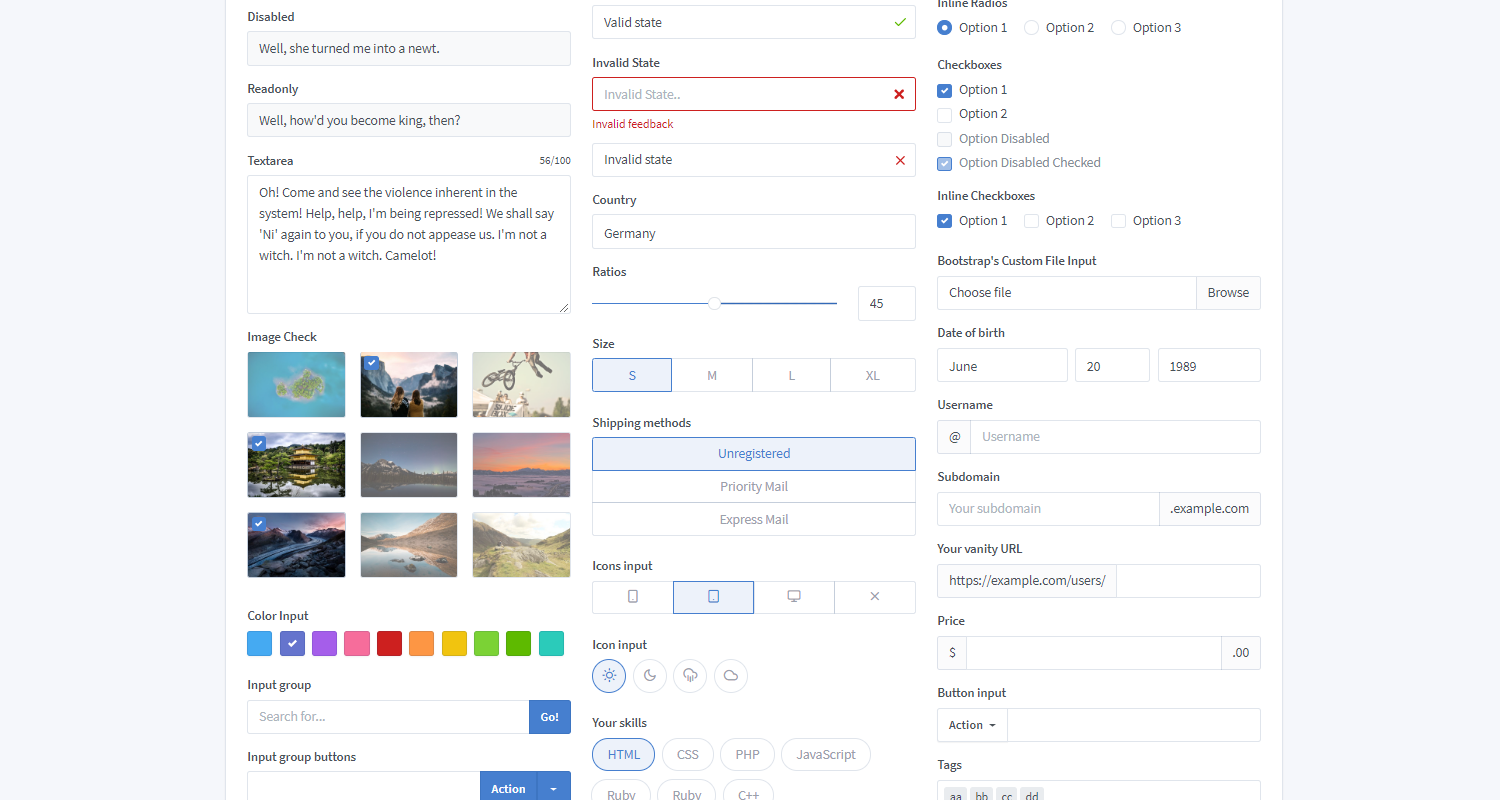 Disabled
Well, she turned me into a newt.
Readonly
Well, how'd you become king, then?
Textarea 56/100
Oh! Come and see the violence inherent in the
system! Help, help, I'm being repressed! We shall say
'Ni' again to you, if you do not appease us. I'm not a
witch. I'm not a witch. Camelot!
Image Check
Color Input
Input group
Search for... Go!
Input group buttons
Action
Valid state
Invalid State
Invalid State..
Invalid feedback
Invalid state
Country
Germany
Ratios
45
Size
S M L XL
Shipping methods
Unregistered
Priority Mail
Express Mail
Icons input
Icon input
Your skills
HTML CSS PHP JavaScript
Ruby Ruby C++
Inline Radios
Option 1 Option 2 Option 3
Checkboxes
Option 1
Option 2
Option Disabled
Option Disabled Checked
Inline Checkboxes
Option 1 Option 2 Option 3
Bootstrap's Custom File Input
Choose file Browse
Date of birth
June 20 1989
Username
@ Username
Subdomain
Your subdomain .example.com
Your vanity URL
https://example.com/users/
Price
$ .00
Button input
Action
Tags
aa bb cc dd